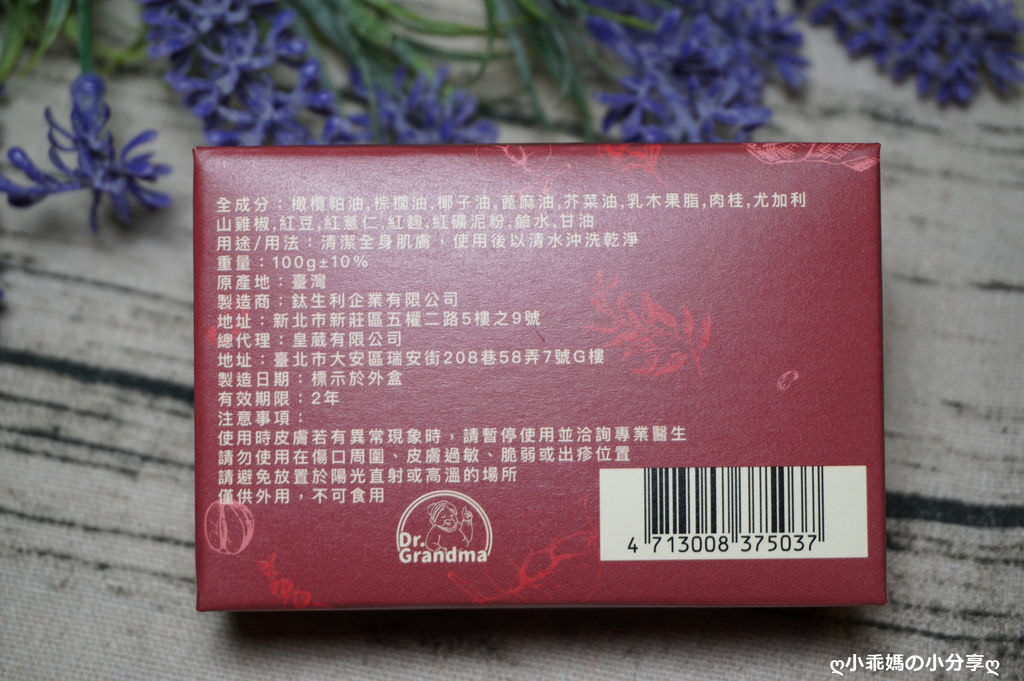 全成分：橄欖粕油,棕櫚油,椰子油,蓖麻油,芥菜油,乳木果脂,肉桂,尤加利
山雞椒,紅豆,紅薏仁,紅麴,紅礦泥粉,鹼水,甘油
用途/用法：清潔全身肌膚，使用後以清水沖洗乾淨
重量：100g±10%
原產地：臺灣
製造商：鈦生利企業有限公司
地址：新北市新莊區五權二路5樓之9號
總代理：皇葳有限公司
地址：臺北市大安區瑞安街208巷58弄7號G樓
製造日期：標示於外盒
有效期限：2年
注意事項：
使用時皮膚若有異常現象時，請暫停使用並洽詢專業醫生
請勿使用在傷口周圍、皮膚過敏、脆弱或出疹位置
請避免放置於陽光直射或高溫的場所
僅供外用，不可食用
Dr.
Grandma
4 713008 375037
ღ小乖媽の小分享ღ